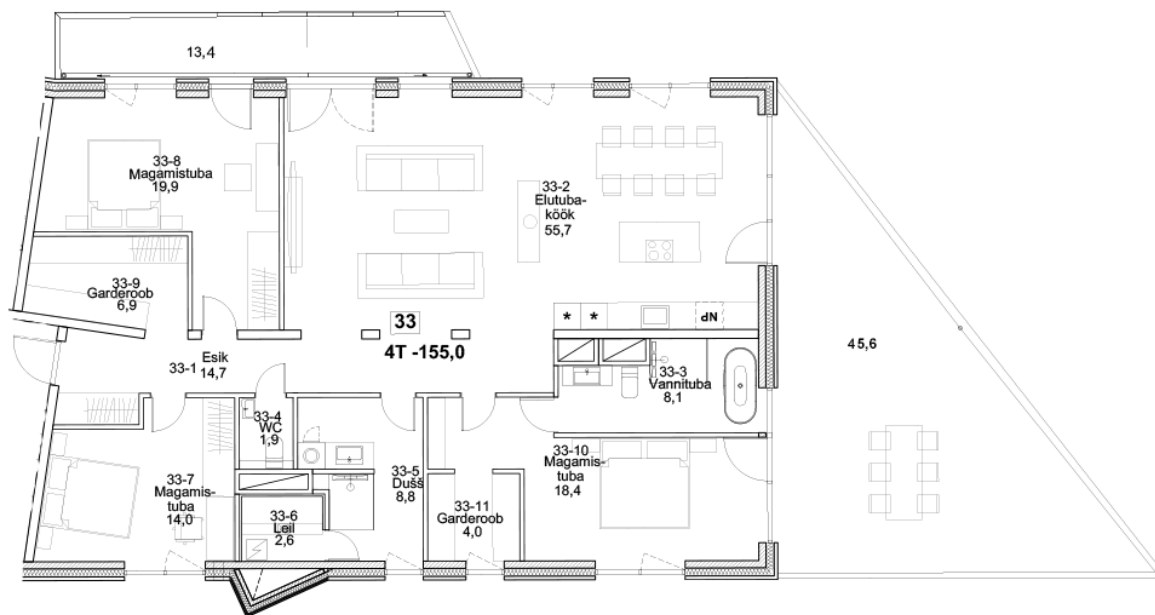 13,4
33-8
Magamistuba
19,9
33-2
Elutuba-
köök
55,7
33-9
Garderoob
6,9
* *
NP
33
4T -155,0
45,6
33-1
Esik
14,7
33-3
Vannituba
8,1
33-4
WC
1,9
33-10
Magamis-
tuba
18,4
33-5
Dušš
8,8
33-7
Magamis-
tuba
14,0
33-11
Garderoob
4,0
33-6
Leil
2,6